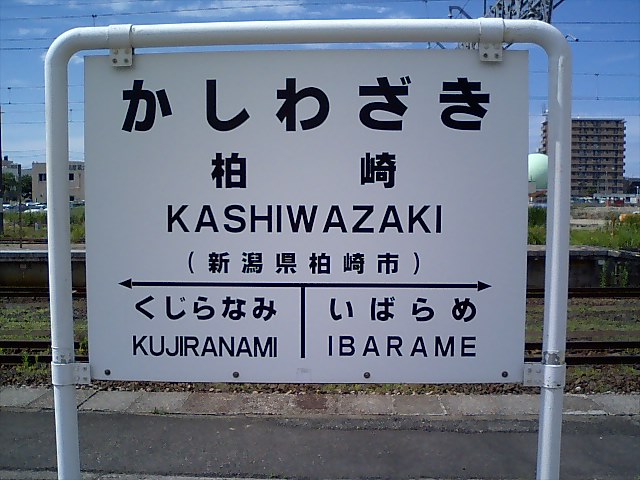 かしわざき
柏崎
KASHIWAZAKI
(新潟県柏崎市)
くじらなみ いばらめ
KUJIRANAMI IBARAME